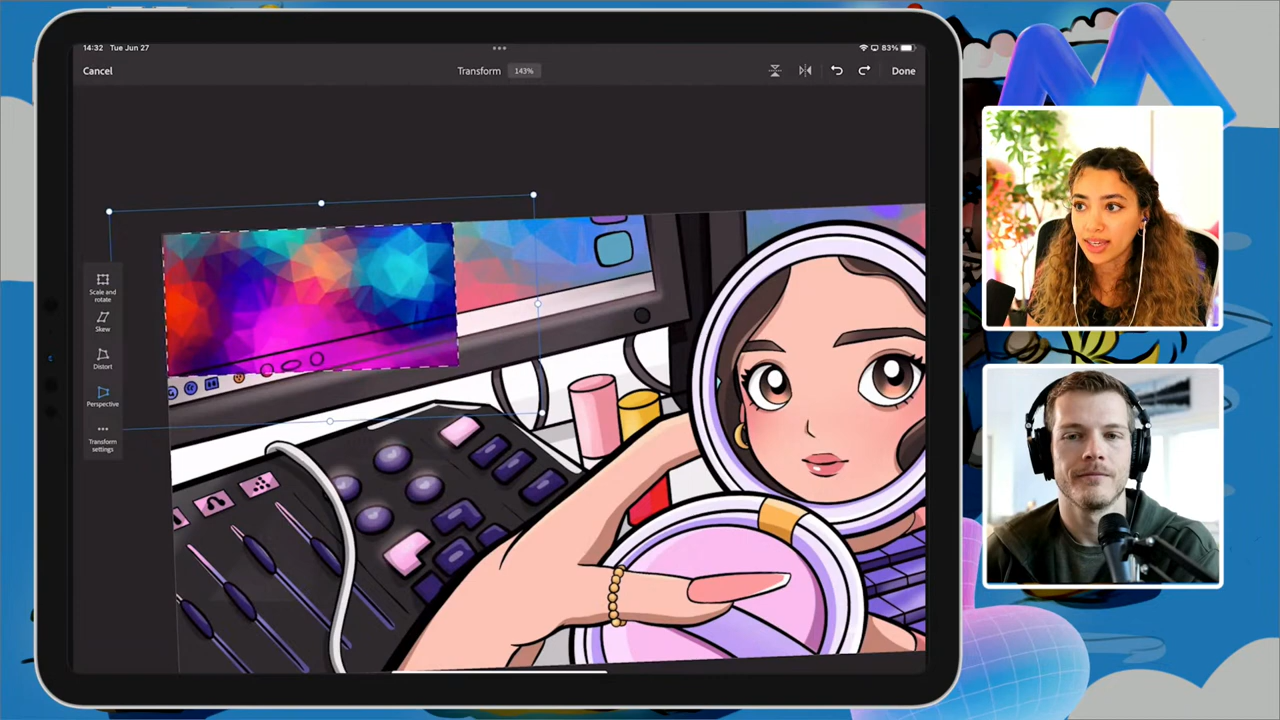 14:32 Tue Jun 27
83%
Cancel
Transform 143%
Done
Scale and
rotate
Skew
Distort
Perspective
Transform
settings